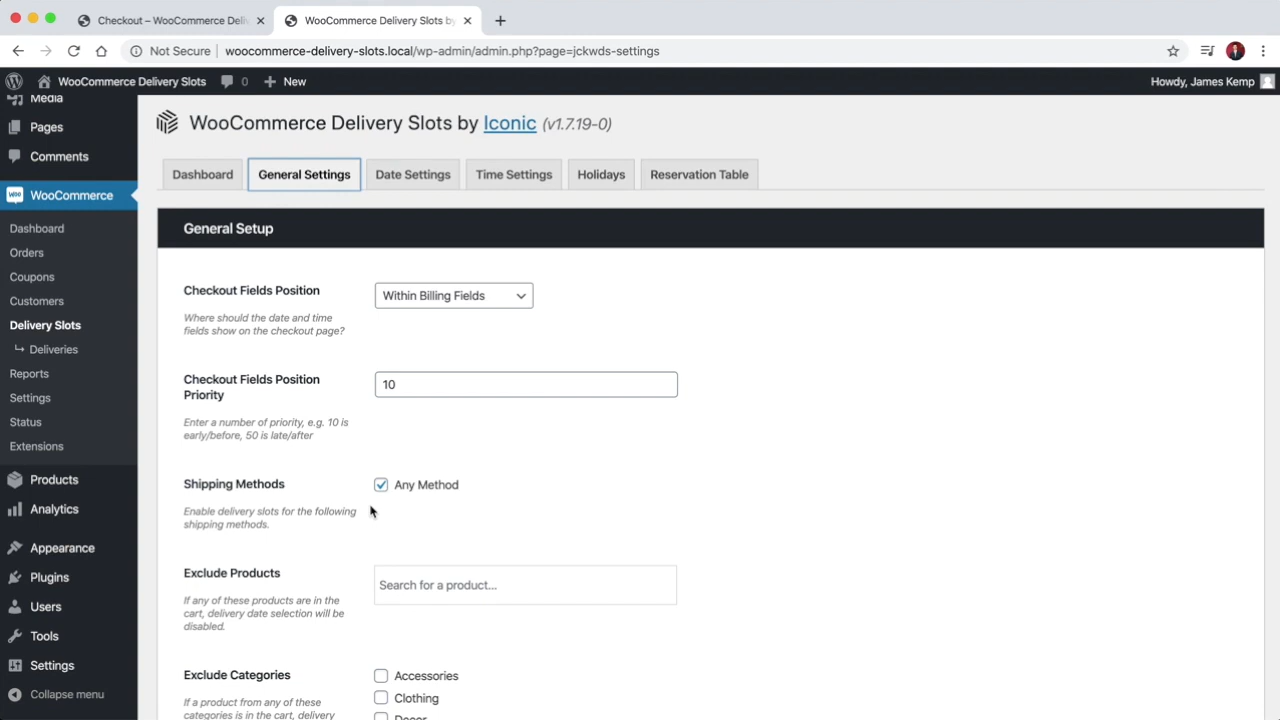 Checkout – WooCommerce Deliv
WooCommerce Delivery Slots by
Not Secure
woocommerce-delivery-slots.local/wp-admin/admin.php?page=jckwds-settings
WooCommerce Delivery Slots
0
New
Howdy, James Kemp
Media
Pages
Comments
woo
WooCommerce
Dashboard
Orders
Coupons
Customers
Delivery Slots
Deliveries
Reports
Settings
Status
Extensions
Products
Analytics
Appearance
Plugins
Users
Tools
Settings
Collapse menu
WooCommerce Delivery Slots by Iconic (v1.7.19-0)
Dashboard
General Settings
Date Settings
Time Settings
Holidays
Reservation Table
General Setup
Checkout Fields Position
Where should the date and time
fields show on the checkout page?
Within Billing Fields
Checkout Fields Position
Priority
Enter a number of priority, e.g. 10 is
early/before, 50 is late/after
10
Shipping Methods
Enable delivery slots for the following
shipping methods.
Any Method
Exclude Products
If any of these products are in the
cart, delivery date selection will be
disabled.
Search for a product...
Exclude Categories
If a product from any of these
categories is in the cart, delivery
Accessories
Clothing
Decor